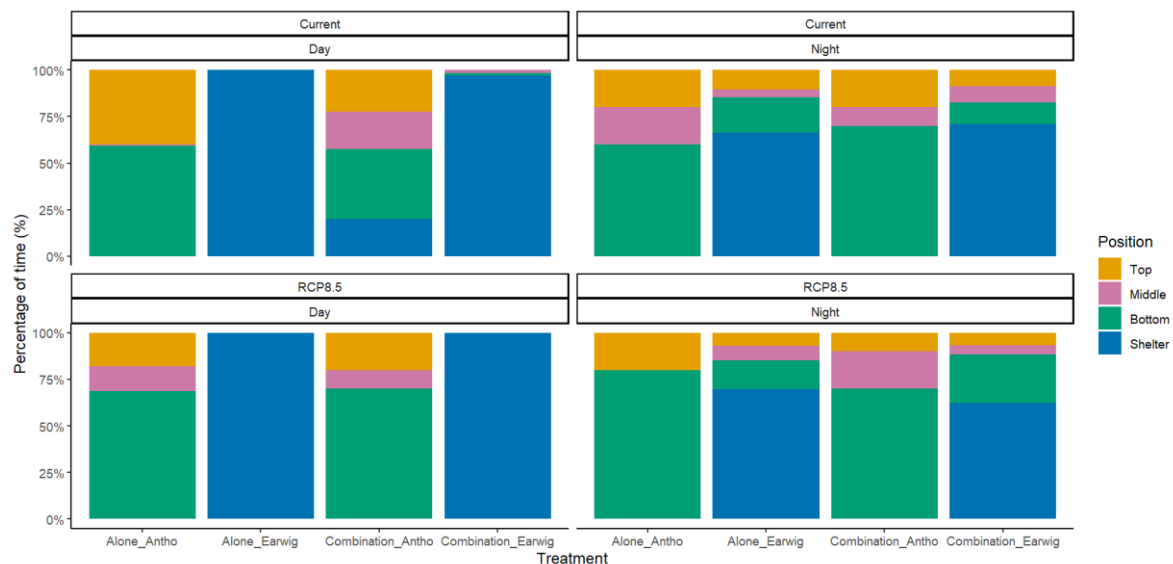 Current
Current
Day
Night
100%
75%
50%
25%
0%
RCP8.5
RCP8.5
Day
Night
100%
75%
50%
25%
0%
Percentage of time (%)
Alone_Antho
Alone_Earwig
Combination_Antho
Combination_Earwig
Alone_Antho
Alone_Earwig
Combination_Antho
Combination_Earwig
Treatment
Position
Top
Middle
Bottom
Shelter